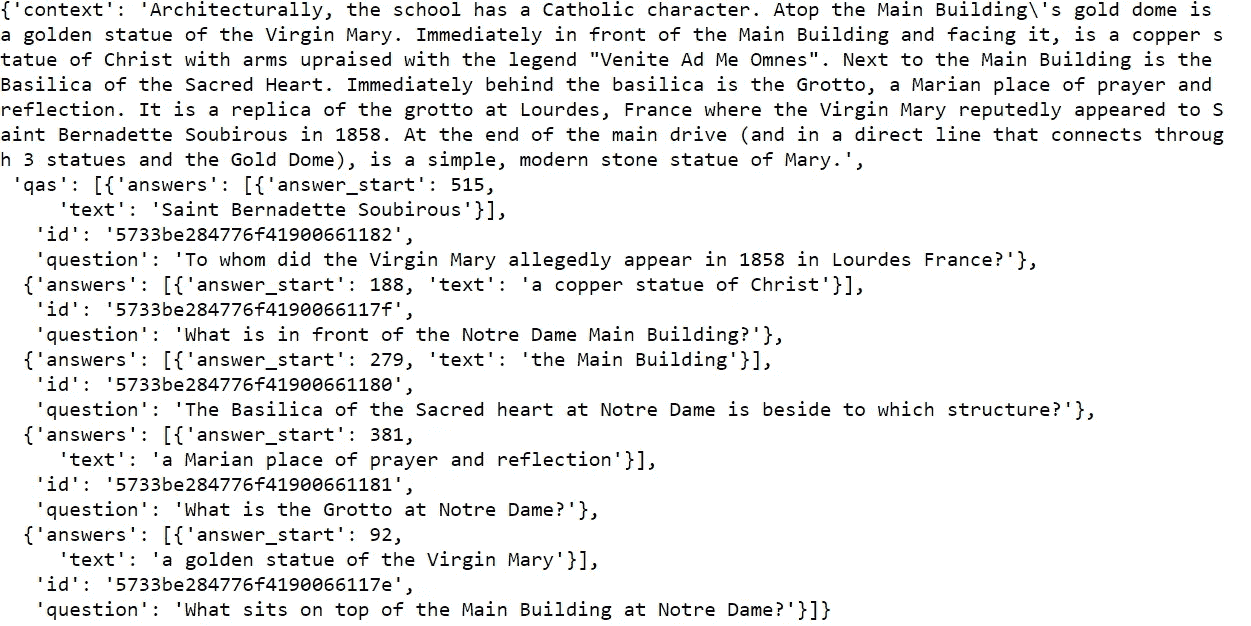 {'context': 'Architecturally, the school has a Catholic character. Atop the Main Building\'s gold dome is
a golden statue of the Virgin Mary. Immediately in front of the Main Building and facing it, is a copper s
tatue of Christ with arms upraised with the legend "Venite Ad Me Omnes". Next to the Main Building is the
Basilica of the Sacred Heart. Immediately behind the basilica is the Grotto, a Marian place of prayer and
reflection. It is a replica of the grotto at Lourdes, France where the Virgin Mary reputedly appeared to S
aint Bernadette Soubirous in 1858. At the end of the main drive (and in a direct line that connects throug
h 3 statues and the Gold Dome), is a simple, modern stone statue of Mary.',
'qas': [{'answers': [{'answer_start': 515,
'text': 'Saint Bernadette Soubirous'}],
'id': '5733be284776f41900661182',
'question': 'To whom did the Virgin Mary allegedly appear in 1858 in Lourdes France?'},
{'answers': [{'answer_start': 188, 'text': 'a copper statue of Christ'}],
'id': '5733be284776f4190066117f',
'question': 'What is in front of the Notre Dame Main Building?'},
{'answers': [{'answer_start': 279, 'text': 'the Main Building'}],
'id': '5733be284776f41900661180',
'question': 'The Basilica of the Sacred heart at Notre Dame is beside to which structure?'},
{'answers': [{'answer_start': 381,
'text': 'a Marian place of prayer and reflection'}],
'id': '5733be284776f41900661181',
'question': 'What is the Grotto at Notre Dame?'},
{'answers': [{'answer_start': 92,
'text': 'a golden statue of the Virgin Mary'}],
'id': '5733be284776f4190066117e',
'question': 'What sits on top of the Main Building at Notre Dame?'}]}